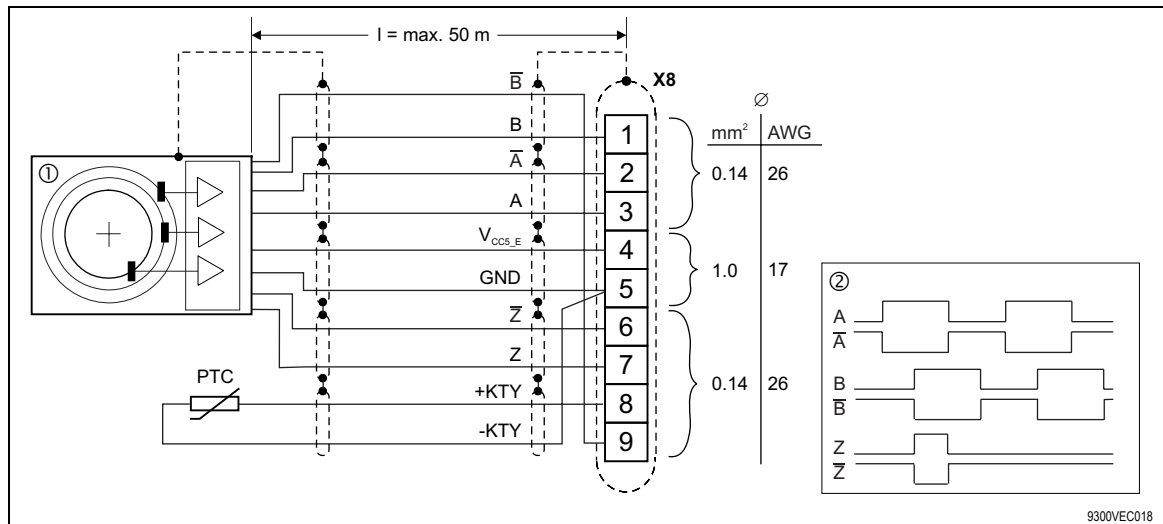 l = max. 50 m
X8
B̅
B
A̅
A
V_CC5_E
GND
Z̅
Z
+KTY
-KTY
PTC
①
1
2
3
4
5
6
7
8
9
∅
mm² AWG
0.14 26
1.0 17
0.14 26
②
A
A̅
B
B̅
Z
Z̅
9300VEC018